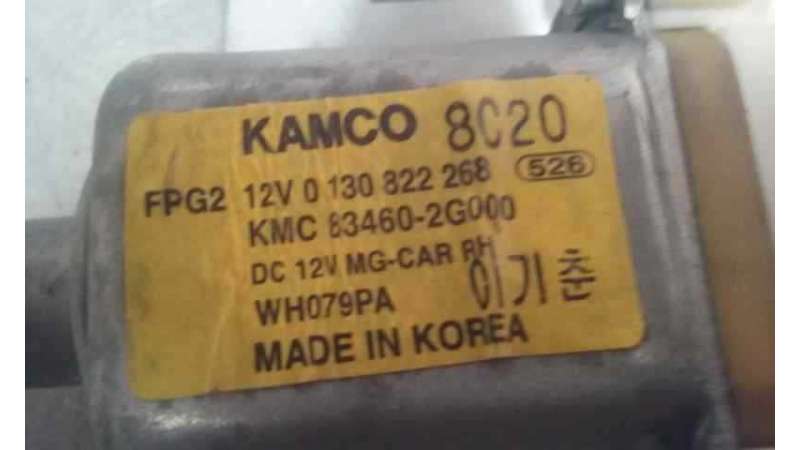 KAMCO 8C20
FPG2 12V 0 130 822 268 526
KMC 83460-2G000
DC 12V MG-CAR RH
WH079PA 이기춘
MADE IN KOREA